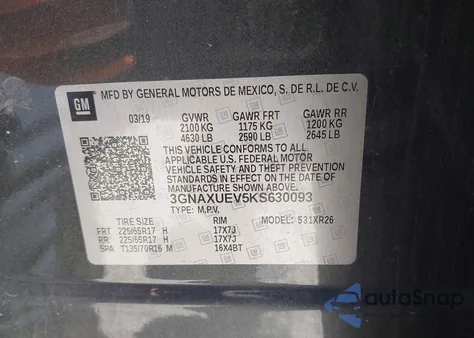 GM
MFD BY GENERAL MOTORS DE MEXICO, S. DE R.L. DE C.V.
03/19 GVWR GAWR FRT GAWR RR
2100 KG 1175 KG 1200 KG
4630 LB 2590 LB 2645 LB
THIS VEHICLE CONFORMS TO ALL
APPLICABLE U.S. FEDERAL MOTOR
VEHICLE SAFETY AND THEFT PREVENTION
STANDARDS IN EFFECT ON THE DATE OF
MANUFACTURE SHOWN ABOVE.
3GNAXUEV5KS630093
TYPE: M.P.V. MODEL: 531XR26
TIRE SIZE RIM
FRT 225/65R17 H 17X7J
RR 225/65R17 H 17X7J
SPA T135/70R16 M 16X4BT
autoSnap